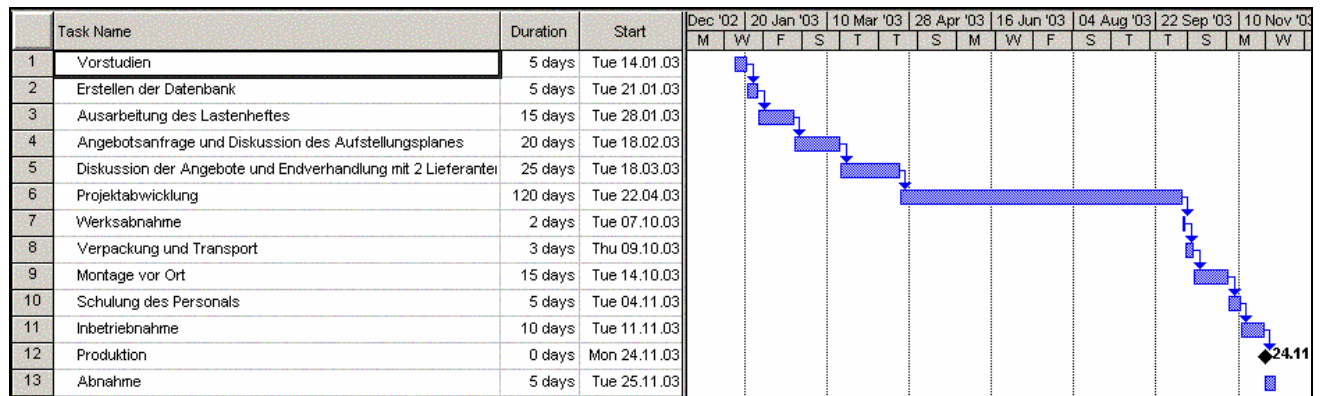 Task Name Duration Start Dec '02 20 Jan '03 10 Mar '03 28 Apr '03 16 Jun '03 04 Aug '03 22 Sep '03 10 Nov '03
M W F S T T S M W F S T T S M W
1 Vorstudien 5 days Tue 14.01.03
2 Erstellen der Datenbank 5 days Tue 21.01.03
3 Ausarbeitung des Lastenheftes 15 days Tue 28.01.03
4 Angebotsanfrage und Diskussion des Aufstellungsplanes 20 days Tue 18.02.03
5 Diskussion der Angebote und Endverhandlung mit 2 Lieferanten 25 days Tue 18.03.03
6 Projektabwicklung 120 days Tue 22.04.03
7 Werksabnahme 2 days Tue 07.10.03
8 Verpackung und Transport 3 days Thu 09.10.03
9 Montage vor Ort 15 days Tue 14.10.03
10 Schulung des Personals 5 days Tue 04.11.03
11 Inbetriebnahme 10 days Tue 11.11.03
12 Produktion 0 days Mon 24.11.03 24.11
13 Abnahme 5 days Tue 25.11.03